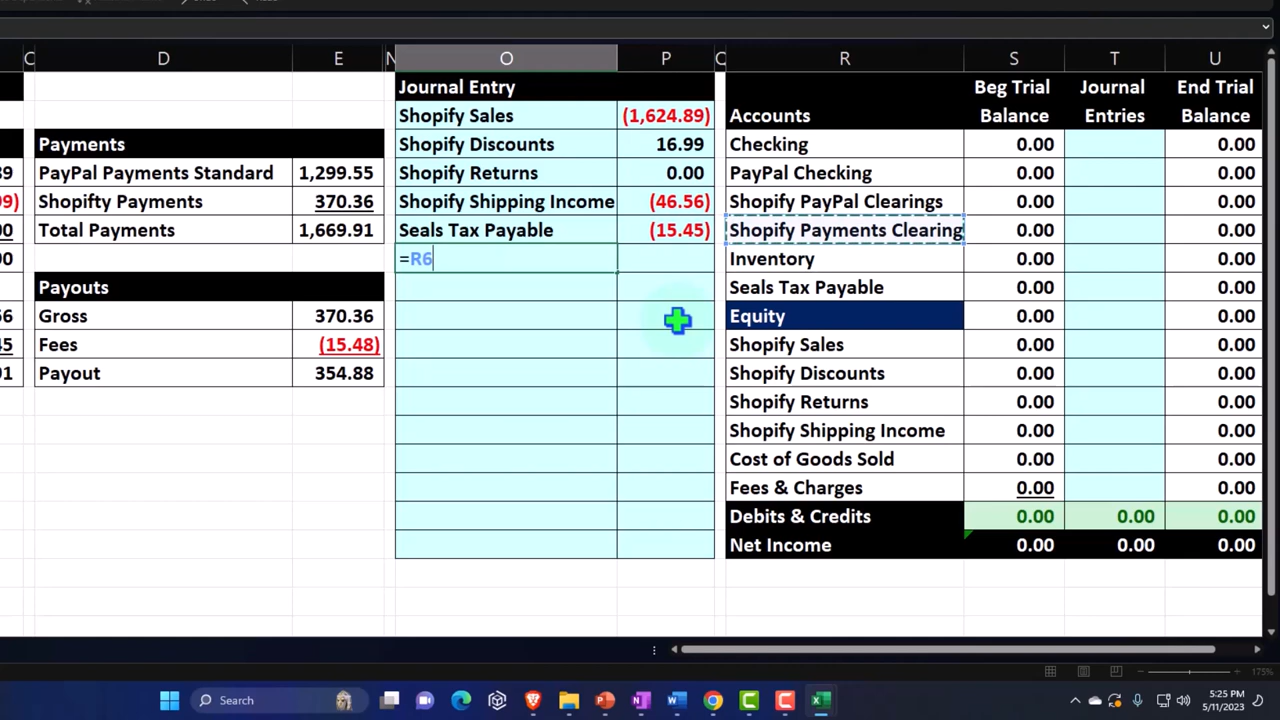 C D E N O P C R S T U
Journal Entry Beg Trial Journal End Trial
39 Shopify Sales (1,624.89) Accounts Balance Entries Balance
Payments Shopify Discounts 16.99 Checking 0.00 0.00
PayPal Payments Standard 1,299.55 Shopify Returns 0.00 PayPal Checking 0.00 0.00
99) Shopifty Payments 370.36 Shopify Shipping Income (46.56) Shopify PayPal Clearings 0.00 0.00
00 Total Payments 1,669.91 Seals Tax Payable (15.45) Shopify Payments Clearing 0.00 0.00
00 =R6 Inventory 0.00 0.00
Payouts Seals Tax Payable 0.00 0.00
56 Gross 370.36 Equity 0.00 0.00
45 Fees (15.48) Shopify Sales 0.00 0.00
91 Payout 354.88 Shopify Discounts 0.00 0.00
Shopify Returns 0.00 0.00
Shopify Shipping Income 0.00 0.00
Cost of Goods Sold 0.00 0.00
Fees & Charges 0.00 0.00
Debits & Credits 0.00 0.00 0.00
Net Income 0.00 0.00 0.00
175%
Search
5:25 PM
5/11/2023